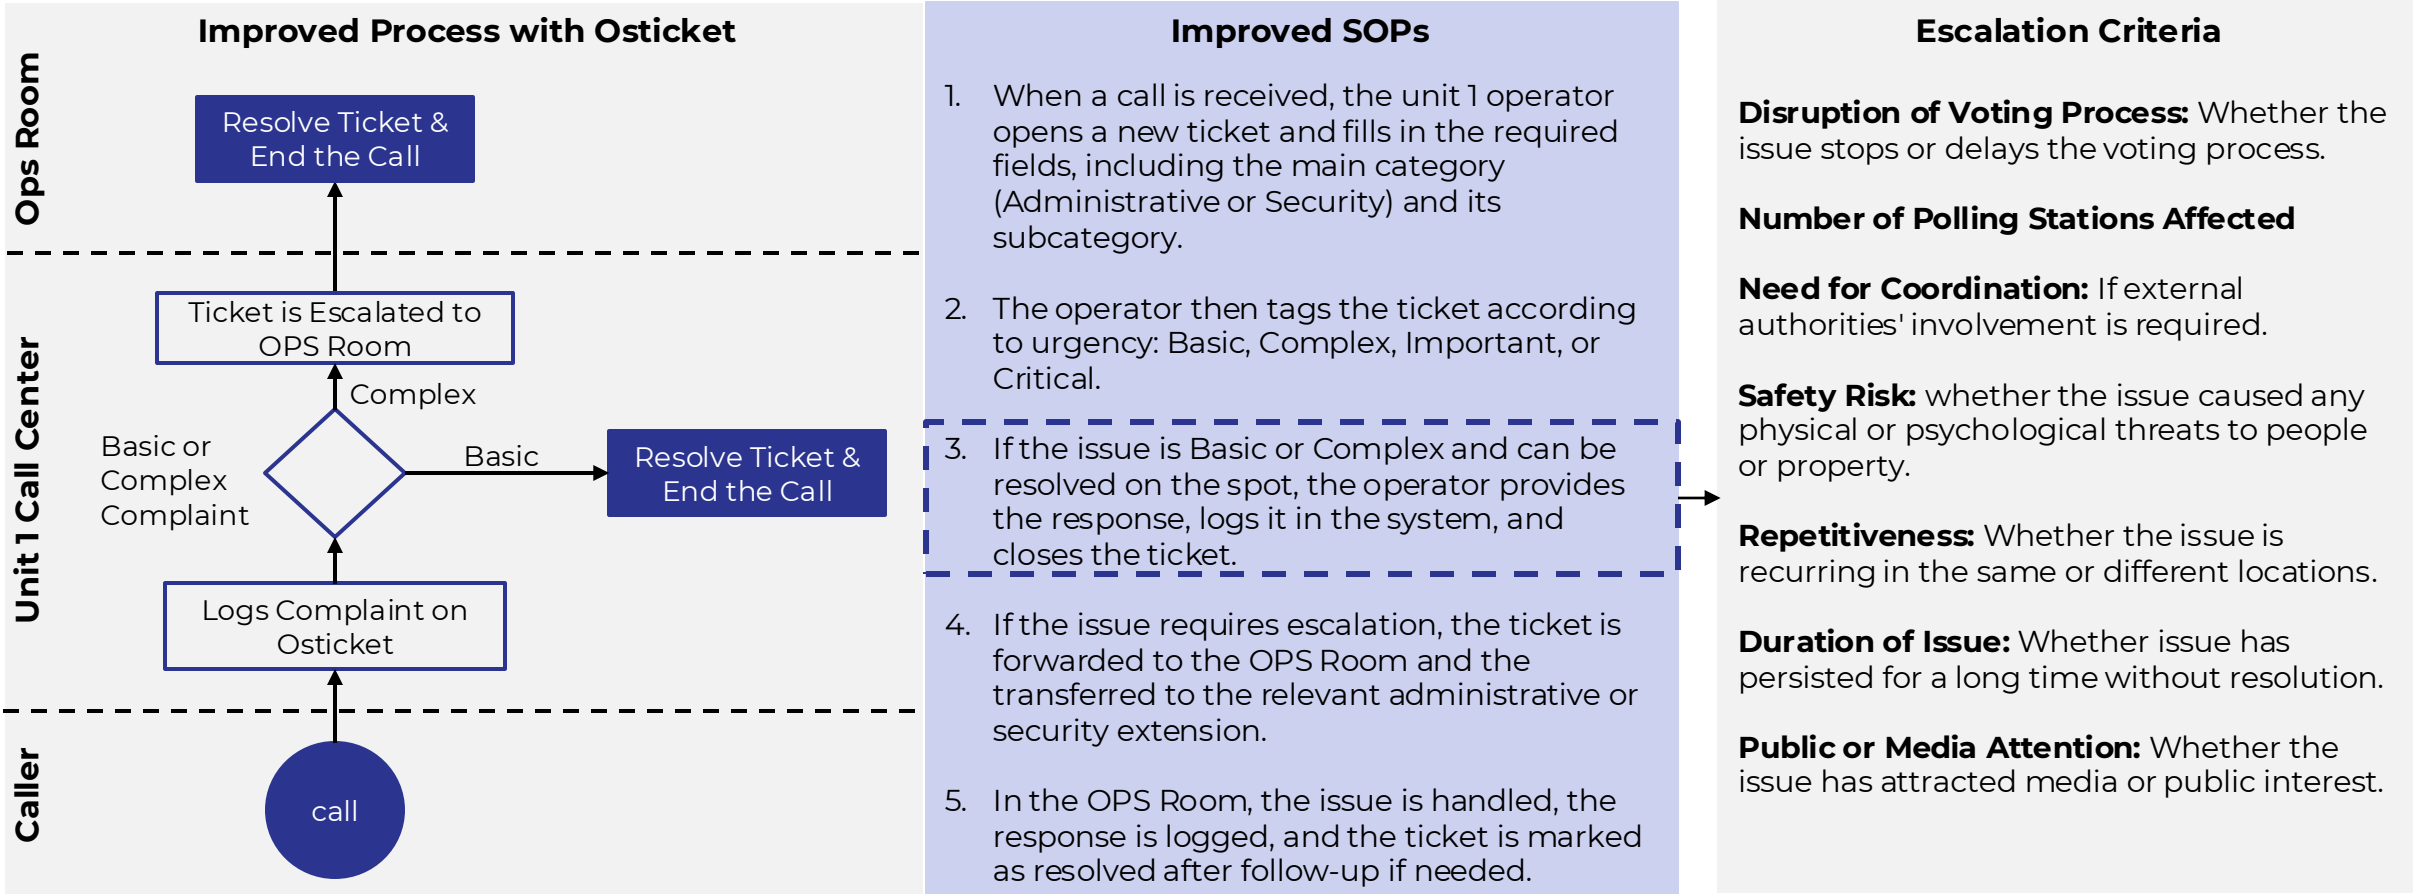 Improved Process with Osticket
Ops Room
Resolve Ticket &
End the Call
Unit 1 Call Center
Ticket is Escalated to
OPS Room
Complex
Basic or
Complex
Complaint
Basic
Resolve Ticket &
End the Call
Logs Complaint on
Osticket
Caller
call
Improved SOPs
1. When a call is received, the unit 1 operator
opens a new ticket and fills in the required
fields, including the main category
(Administrative or Security) and its
subcategory.
2. The operator then tags the ticket according
to urgency: Basic, Complex, Important, or
Critical.
3. If the issue is Basic or Complex and can be
resolved on the spot, the operator provides
the response, logs it in the system, and
closes the ticket.
4. If the issue requires escalation, the ticket is
forwarded to the OPS Room and the
transferred to the relevant administrative or
security extension.
5. In the OPS Room, the issue is handled, the
response is logged, and the ticket is marked
as resolved after follow-up if needed.
Escalation Criteria
Disruption of Voting Process: Whether the
issue stops or delays the voting process.
Number of Polling Stations Affected
Need for Coordination: If external
authorities' involvement is required.
Safety Risk: whether the issue caused any
physical or psychological threats to people
or property.
Repetitiveness: Whether the issue is
recurring in the same or different locations.
Duration of Issue: Whether issue has
persisted for a long time without resolution.
Public or Media Attention: Whether the
issue has attracted media or public interest.